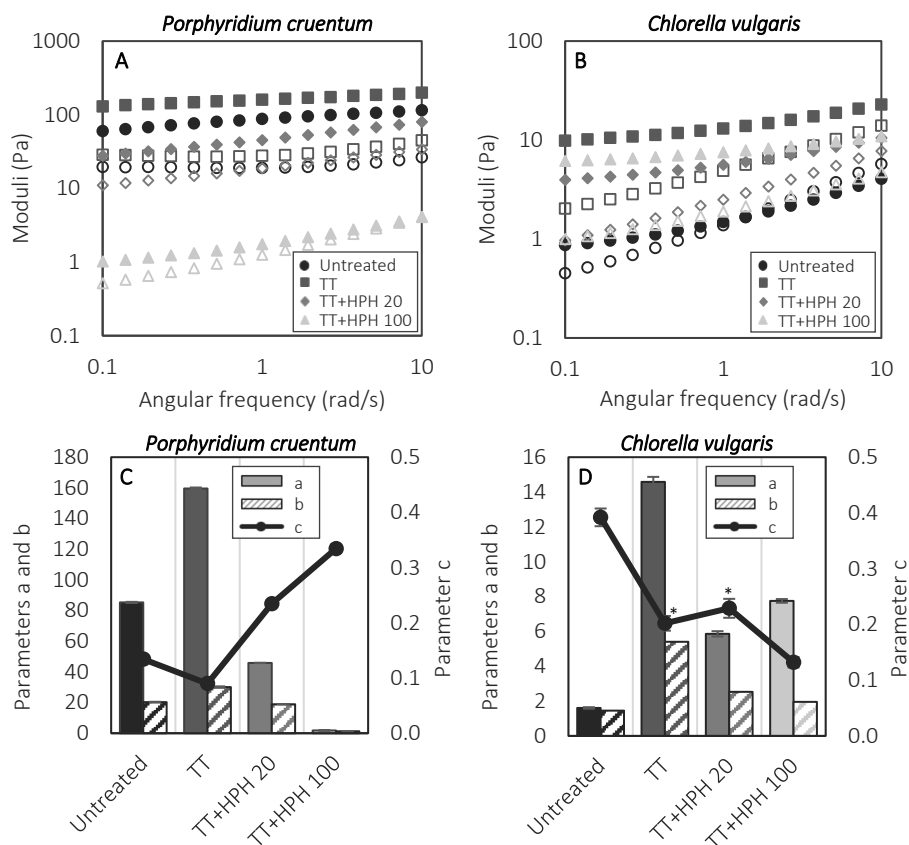 Porphyridium cruentum
A
1000
100
10
1
0.1
Moduli (Pa)
0.1
1
10
Angular frequency (rad/s)
Untreated
TT
TT+HPH 20
TT+HPH 100
Chlorella vulgaris
B
100
10
1
0.1
Moduli (Pa)
0.1
1
10
Angular frequency (rad/s)
Untreated
TT
TT+HPH 20
TT+HPH 100
Porphyridium cruentum
C
180
160
140
120
100
80
60
40
20
0
Parameters a and b
a
b
c
0.5
0.4
0.3
0.2
0.1
0.0
Parameter c
Untreated
TT
TT+HPH 20
TT+HPH 100
Chlorella vulgaris
D
16
14
12
10
8
6
4
2
0
Parameters a and b
a
b
c
*
*
0.5
0.4
0.3
0.2
0.1
0.0
Parameter c
Untreated
TT
TT+HPH 20
TT+HPH 100